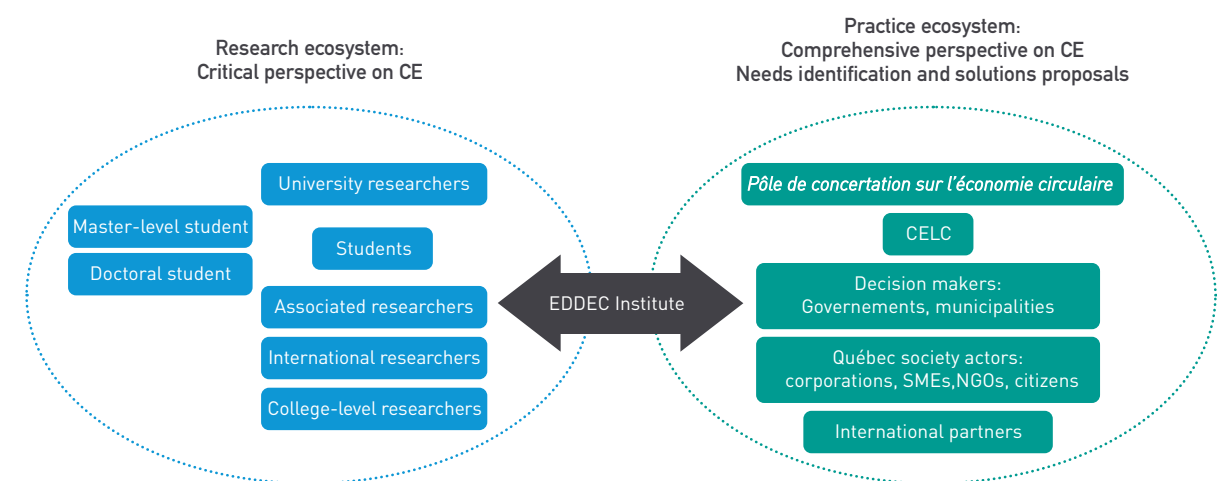 Research ecosystem:
Critical perspective on CE
Master-level student
Doctoral student
University researchers
Students
Associated researchers
International researchers
College-level researchers
EDDEC Institute
Practice ecosystem:
Comprehensive perspective on CE
Needs identification and solutions proposals
Pôle de concertation sur l’économie circulaire
CELC
Decision makers:
Governements, municipalities
Québec society actors:
corporations, SMEs,NGOs, citizens
International partners